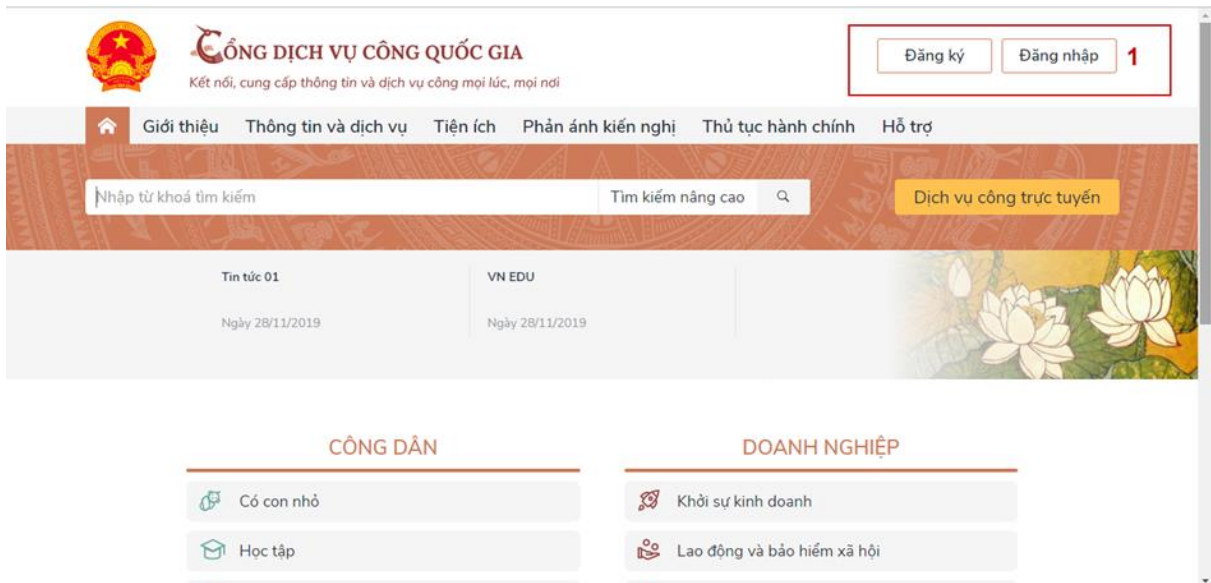 CỔNG DỊCH VỤ CÔNG QUỐC GIA
Kết nối, cung cấp thông tin và dịch vụ công mọi lúc, mọi nơi
Đăng ký Đăng nhập 1
Giới thiệu Thông tin và dịch vụ Tiện ích Phản ánh kiến nghị Thủ tục hành chính Hỗ trợ
Nhập từ khoá tìm kiếm Tìm kiếm nâng cao Dịch vụ công trực tuyến
Tin tức 01 VN EDU
Ngày 28/11/2019 Ngày 28/11/2019
CÔNG DÂN DOANH NGHIỆP
Có con nhỏ Khởi sự kinh doanh
Học tập Lao động và bảo hiểm xã hội